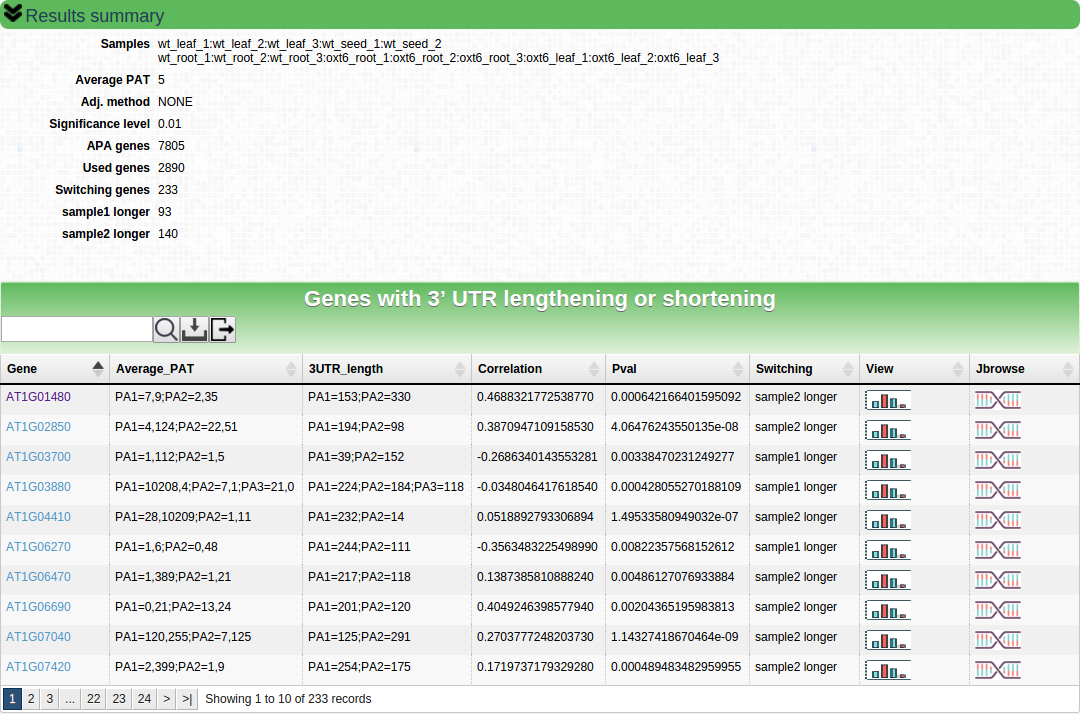 Results summary
Samples wt_leaf_1:wt_leaf_2:wt_leaf_3:wt_seed_1:wt_seed_2
wt_root_1:wt_root_2:wt_root_3:oxt6_root_1:oxt6_root_2:oxt6_root_3:oxt6_leaf_1:oxt6_leaf_2:oxt6_leaf_3
Average PAT 5
Adj. method NONE
Significance level 0.01
APA genes 7805
Used genes 2890
Switching genes 233
sample1 longer 93
sample2 longer 140
Genes with 3’ UTR lengthening or shortening
Gene Average_PAT 3UTR_length Correlation Pval Switching View Jbrowse
AT1G01480 PA1=7,9;PA2=2,35 PA1=153;PA2=330 0.4688321772538770 0.000642166401595092 sample2 longer
AT1G02850 PA1=4,124;PA2=22,51 PA1=194;PA2=98 0.3870947109158530 4.06476243550135e-08 sample2 longer
AT1G03700 PA1=1,112;PA2=1,5 PA1=39;PA2=152 -0.2686340143553281 0.00338470231249277 sample1 longer
AT1G03880 PA1=10208,4;PA2=7,1;PA3=21,0 PA1=224;PA2=184;PA3=118 -0.0348046417618540 0.000428055270188109 sample1 longer
AT1G04410 PA1=28,10209;PA2=1,11 PA1=232;PA2=14 0.0518892793306894 1.49533580949032e-07 sample2 longer
AT1G06270 PA1=1,6;PA2=0,48 PA1=244;PA2=111 -0.3563483225498990 0.00822357568152612 sample1 longer
AT1G06470 PA1=1,389;PA2=1,21 PA1=217;PA2=118 0.1387385810888240 0.00486127076933884 sample2 longer
AT1G06690 PA1=0,21;PA2=13,24 PA1=201;PA2=120 0.4049246398577940 0.00204365195983813 sample2 longer
AT1G07040 PA1=120,255;PA2=7,125 PA1=125;PA2=291 0.2703777248203730 1.14327418670464e-09 sample2 longer
AT1G07420 PA1=2,399;PA2=1,9 PA1=254;PA2=175 0.1719737179329280 0.000489483482959955 sample2 longer
1 2 3 ... 22 23 24 > >| Showing 1 to 10 of 233 records